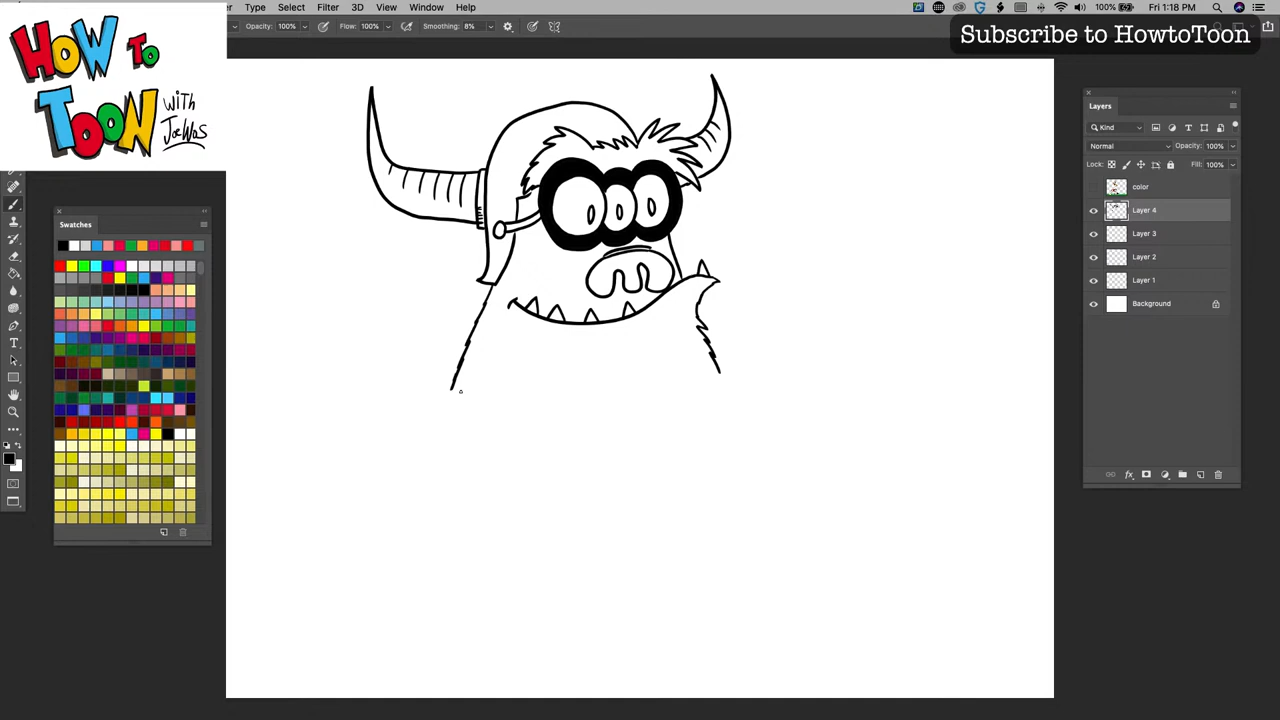 Type Select Filter 3D View Window Help
100% Fri 1:18 PM
Opacity: 100% Flow: 100% Smoothing: 8%
Subscribe to HowtoToon
HOW TO
TOON
WiTH
JoeWos
Swatches
Layers
Kind
Normal Opacity: 100%
Lock: Fill: 100%
color
Layer 4
Layer 3
Layer 2
Layer 1
Background